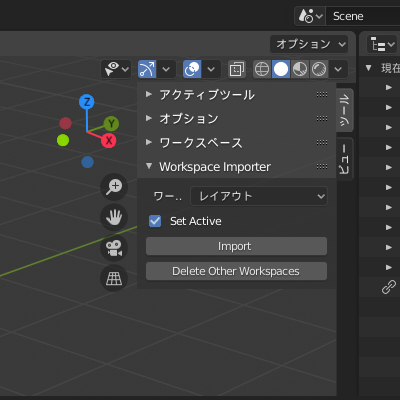 Scene
オプション
現在
アクティブツール
オプション
ワークスペース
Workspace Importer
ワー..
レイアウト
Set Active
Import
Delete Other Workspaces
ツール
ビュー
Z
Y
X